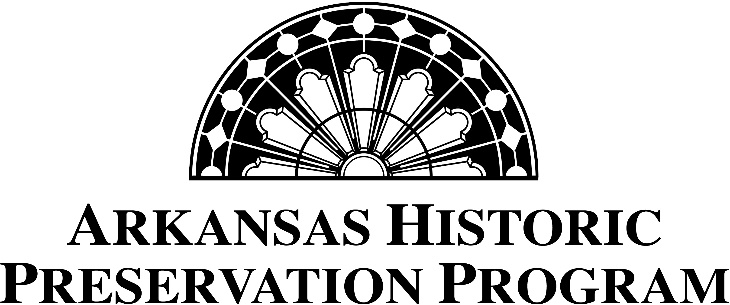 ARKANSAS HISTORIC
PRESERVATION PROGRAM